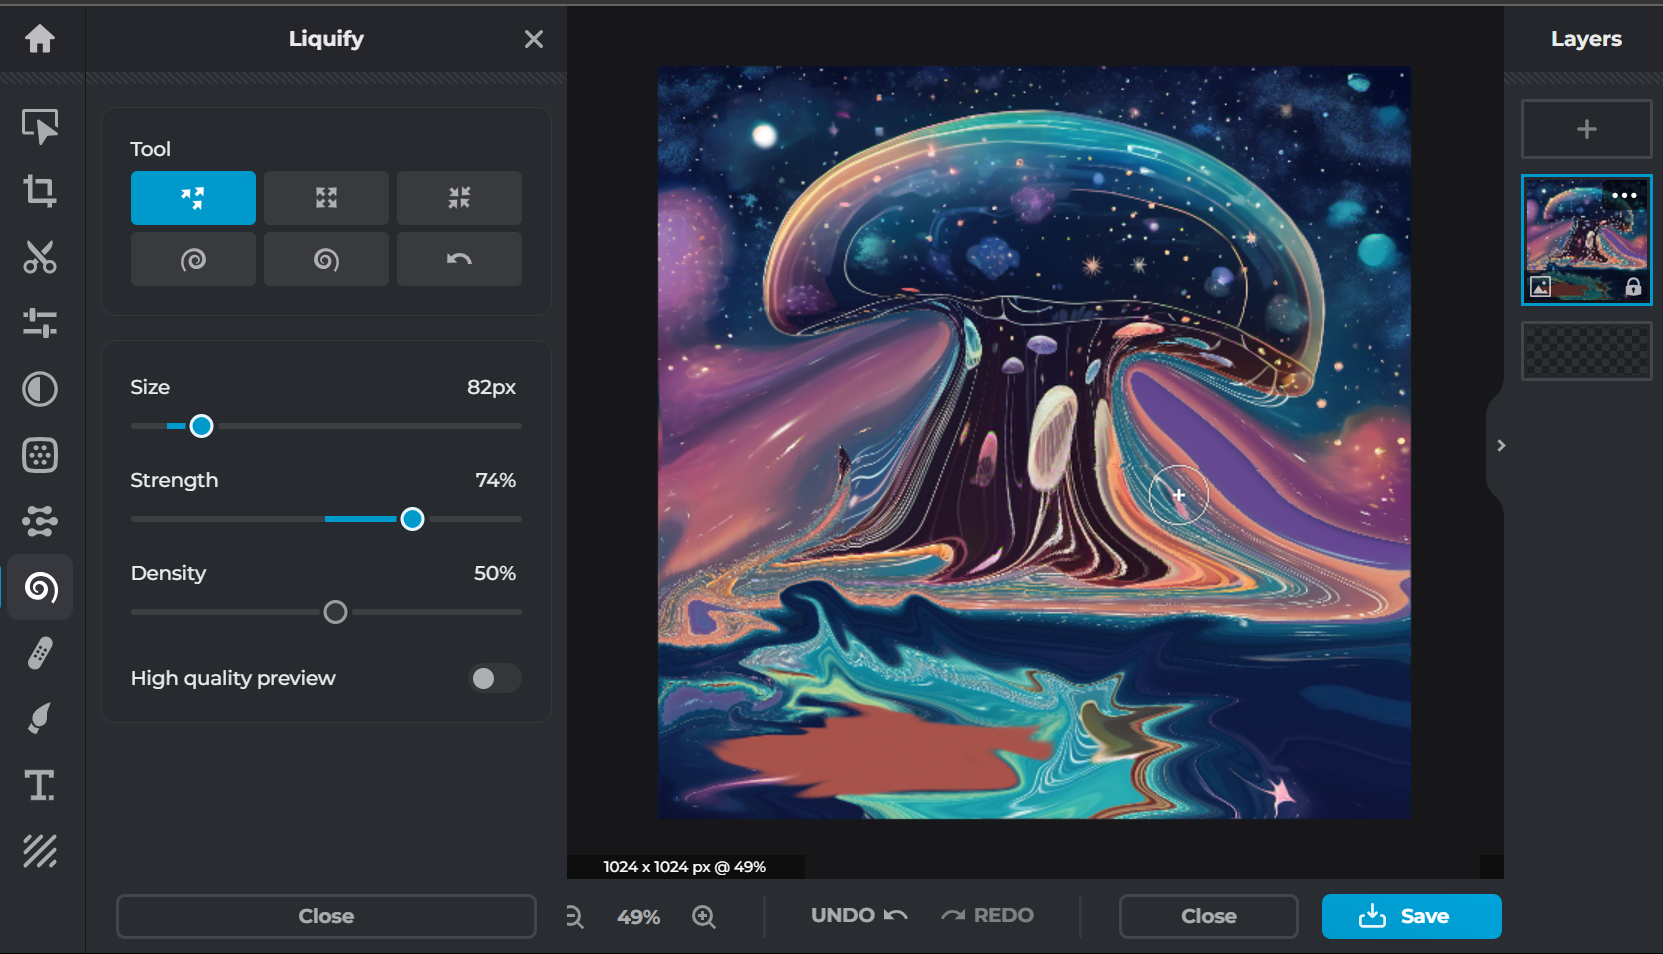 Liquify
Layers
Tool
Size 82px
Strength 74%
Density 50%
High quality preview
1024 x 1024 px @ 49%
Close 49% UNDO REDO Close Save